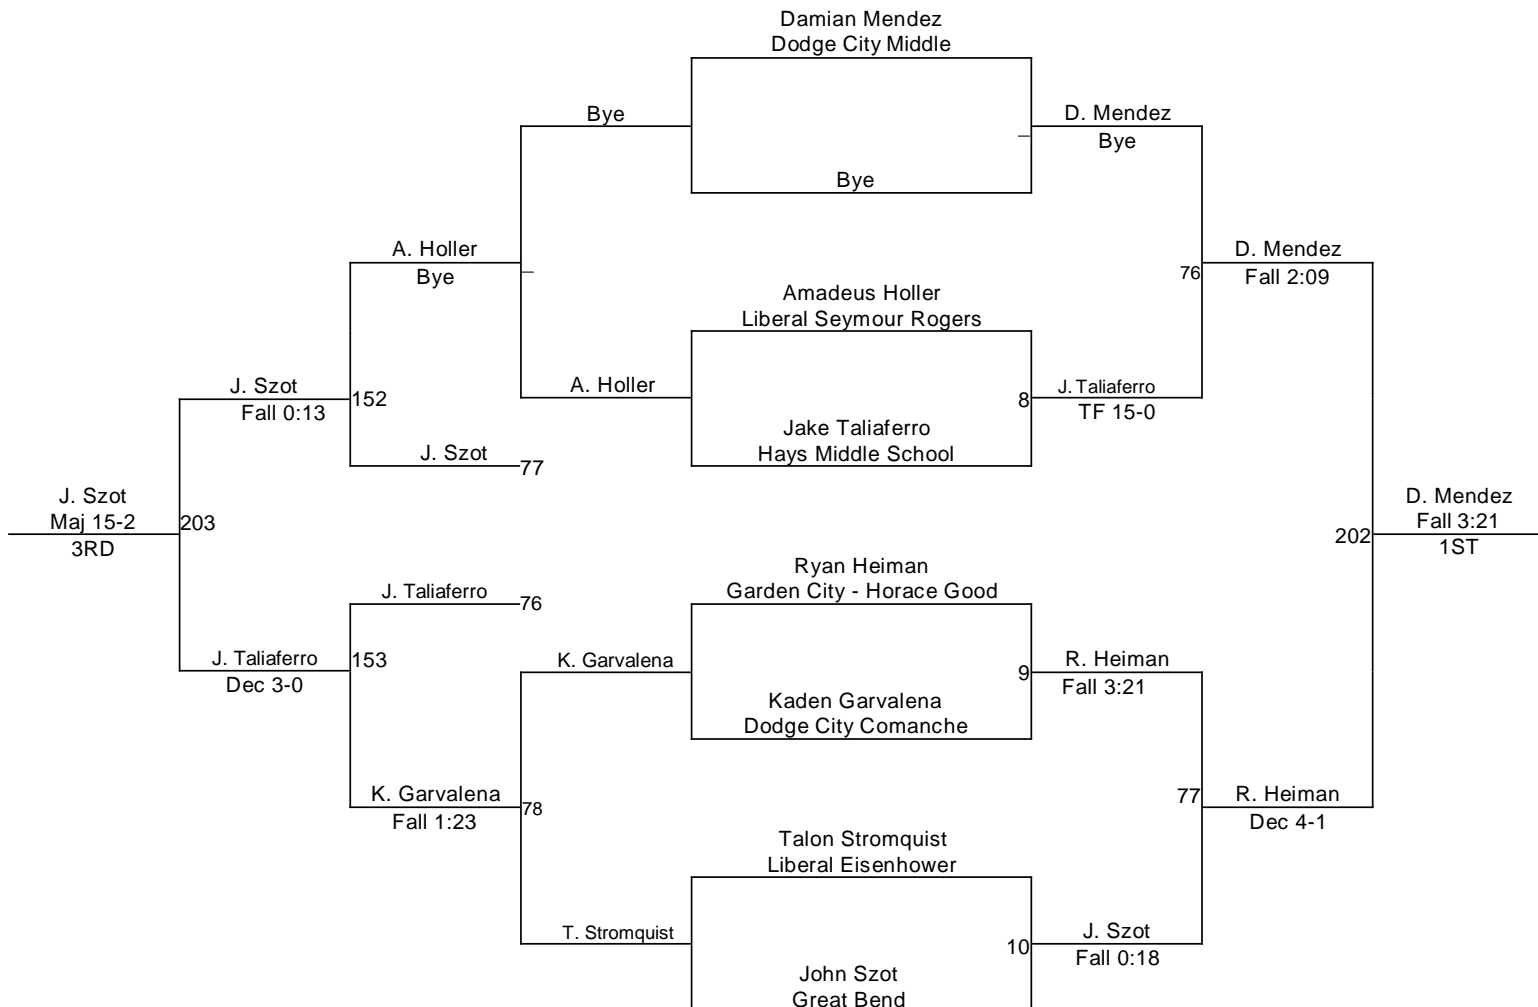 Damian Mendez
Dodge City Middle
Bye
D. Mendez
Bye
Bye
A. Holler
Bye
D. Mendez
76
Fall 2:09
Amadeus Holler
Liberal Seymour Rogers
J. Szot
152
Fall 0:13
A. Holler
8
J. Taliaferro
TF 15-0
Jake Taliaferro
Hays Middle School
J. Szot
77
J. Szot
Maj 15-2
203
3RD
D. Mendez
Fall 3:21
202
1ST
Ryan Heiman
Garden City - Horace Good
J. Taliaferro
76
J. Taliaferro
153
Dec 3-0
K. Garvalena
9
R. Heiman
Fall 3:21
Kaden Garvalena
Dodge City Comanche
K. Garvalena
78
Fall 1:23
77
R. Heiman
Dec 4-1
Talon Stromquist
Liberal Eisenhower
T. Stromquist
10
J. Szot
Fall 0:18
John Szot
Great Bend